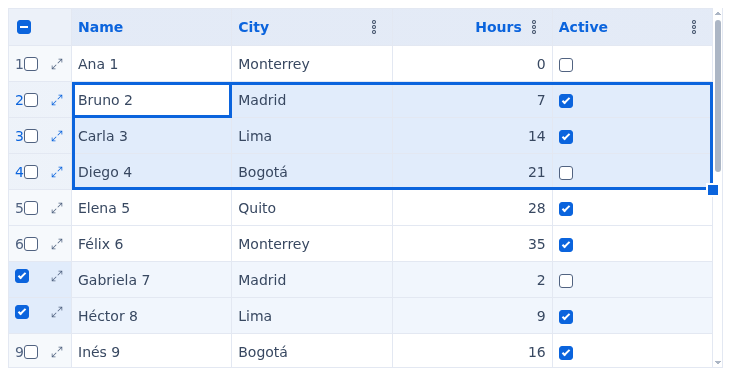 Name City Hours Active
1 Ana 1 Monterrey 0
2 Bruno 2 Madrid 7
3 Carla 3 Lima 14
4 Diego 4 Bogotá 21
5 Elena 5 Quito 28
6 Félix 6 Monterrey 35
Gabriela 7 Madrid 2
Héctor 8 Lima 9
9 Inés 9 Bogotá 16